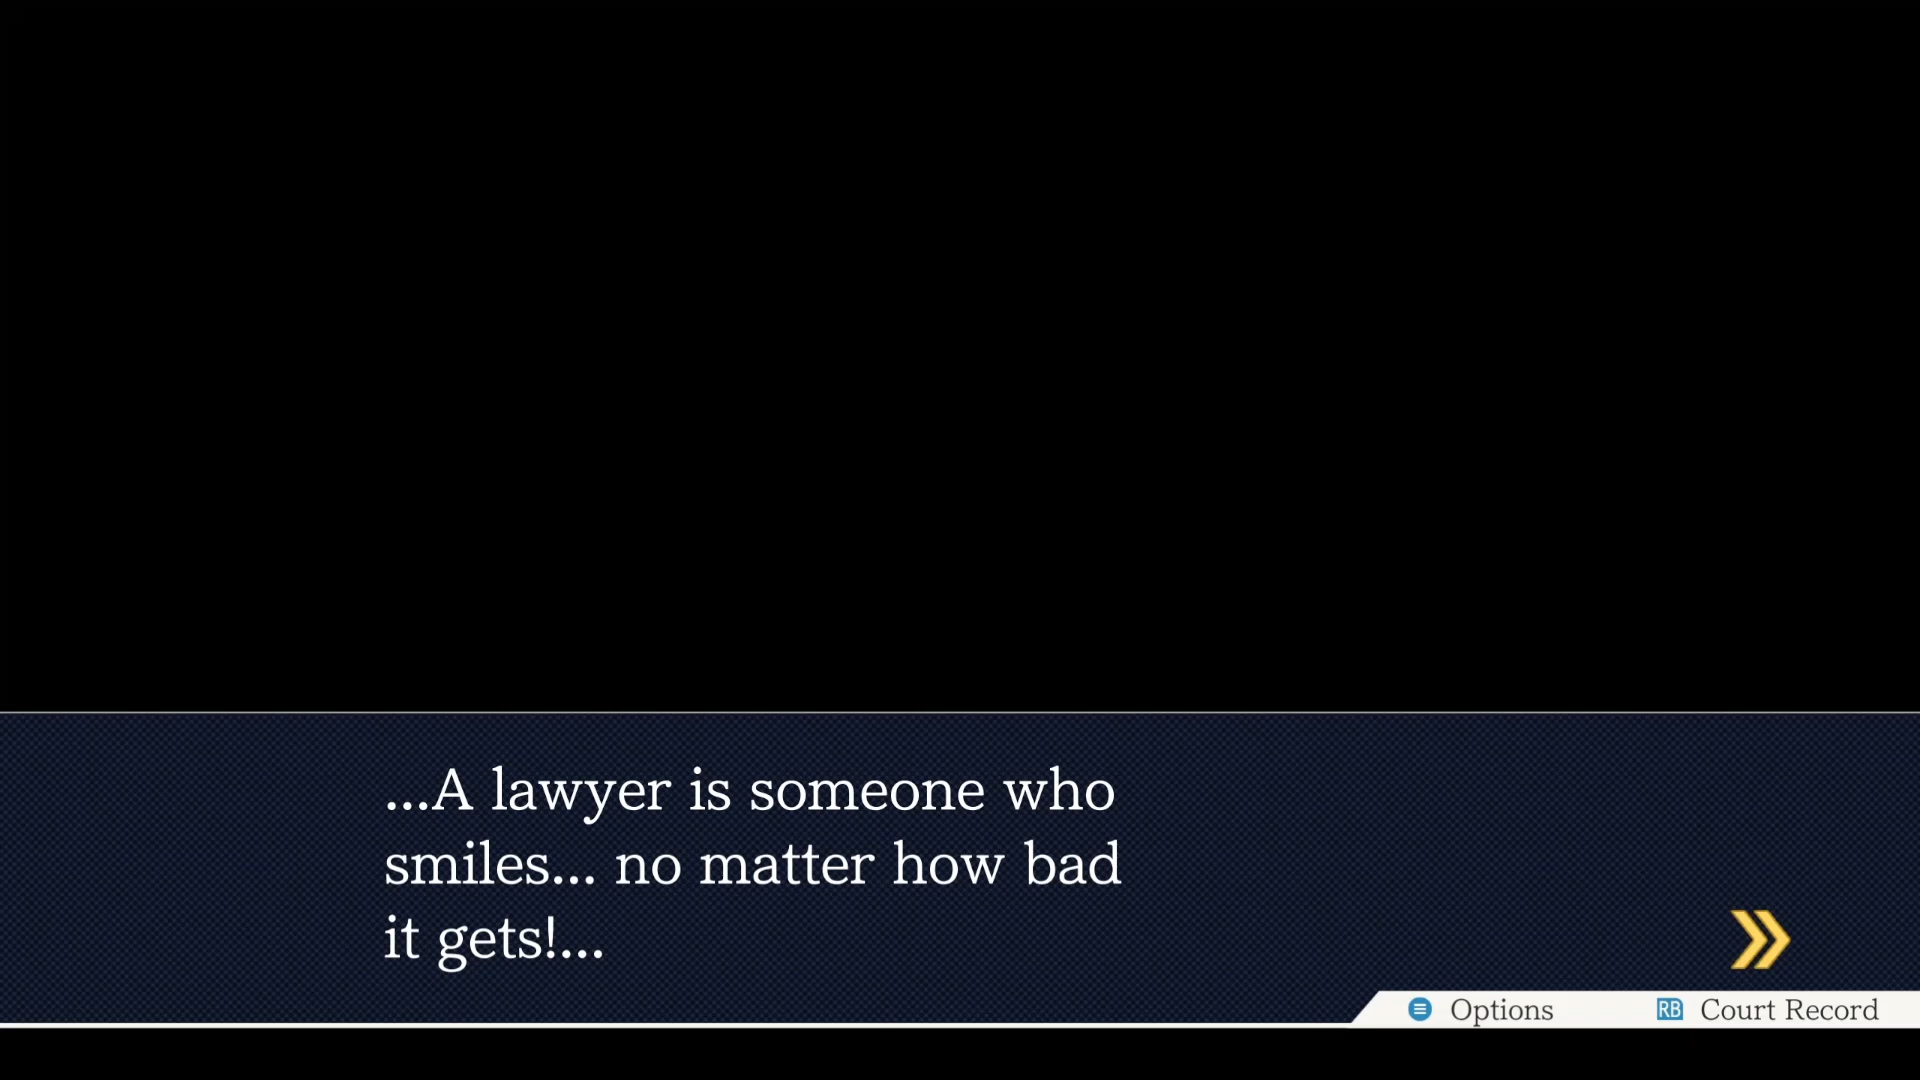 ...A lawyer is someone who
smiles... no matter how bad
it gets!...
Options
RB Court Record